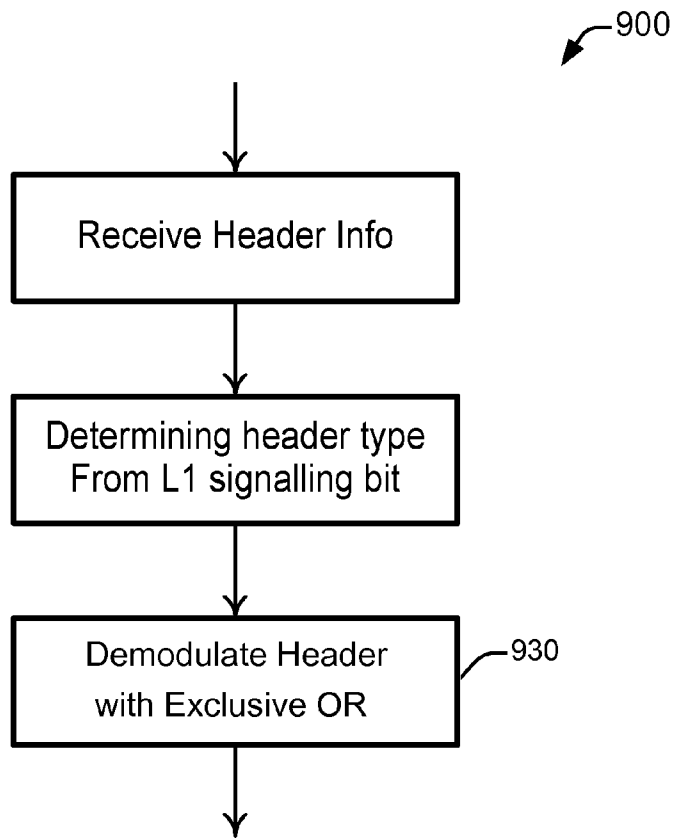 900
Receive Header Info
Determining header type
From L1 signalling bit
Demodulate Header
with Exclusive OR
930